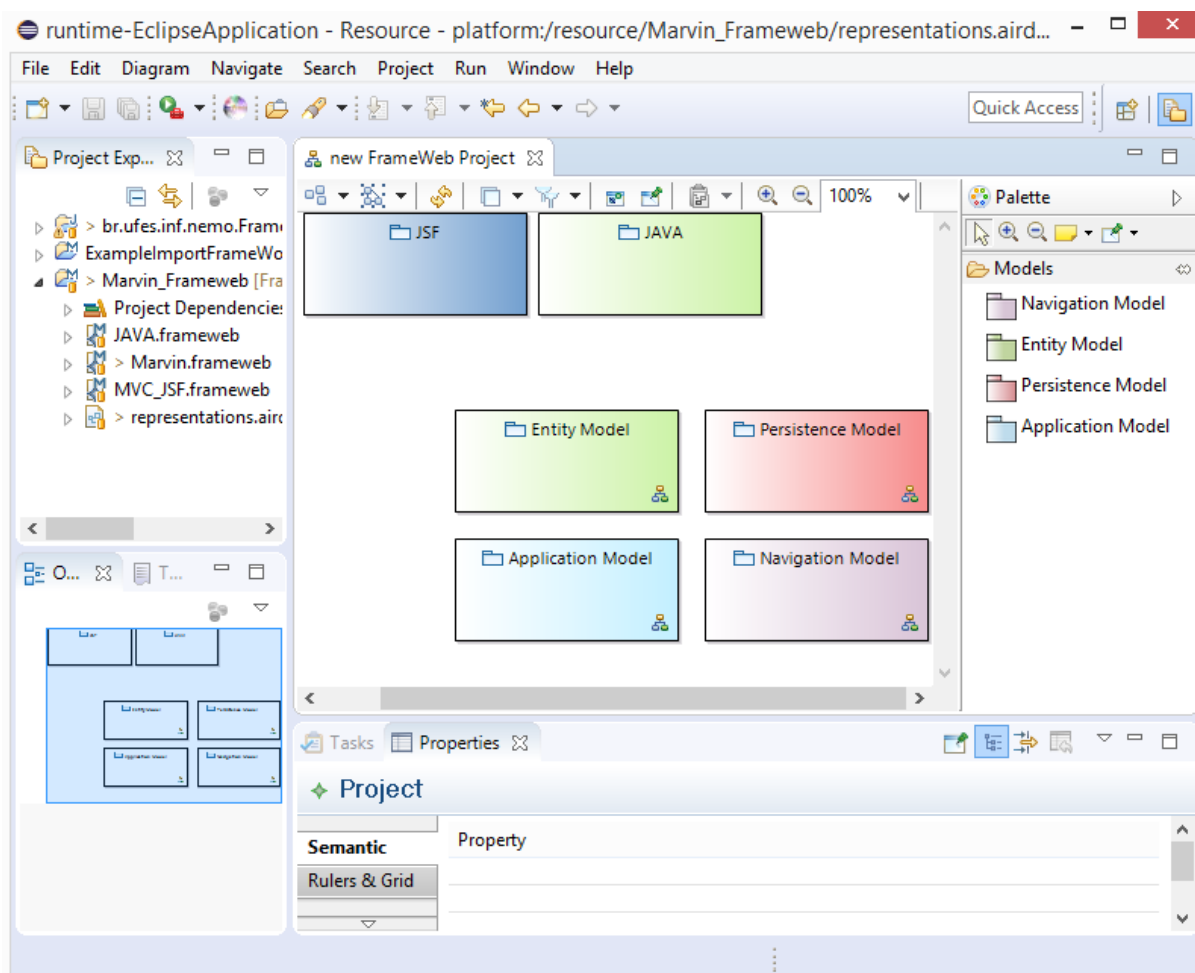 runtime-EclipseApplication - Resource - platform:/resource/Marvin_Frameweb/representations.aird...
File Edit Diagram Navigate Search Project Run Window Help
Quick Access
Project Exp...
> br.ufes.inf.nemo.Fram
ExampleImportFrameWo
> Marvin_Frameweb [Fra
Project Dependencies
JAVA.frameweb
> Marvin.frameweb
MVC_JSF.frameweb
> representations.aird
new FrameWeb Project
100%
JSF
JAVA
Entity Model
Persistence Model
Application Model
Navigation Model
Palette
Models
Navigation Model
Entity Model
Persistence Model
Application Model
O...
T...
Tasks
Properties
Project
Semantic
Property
Rulers & Grid